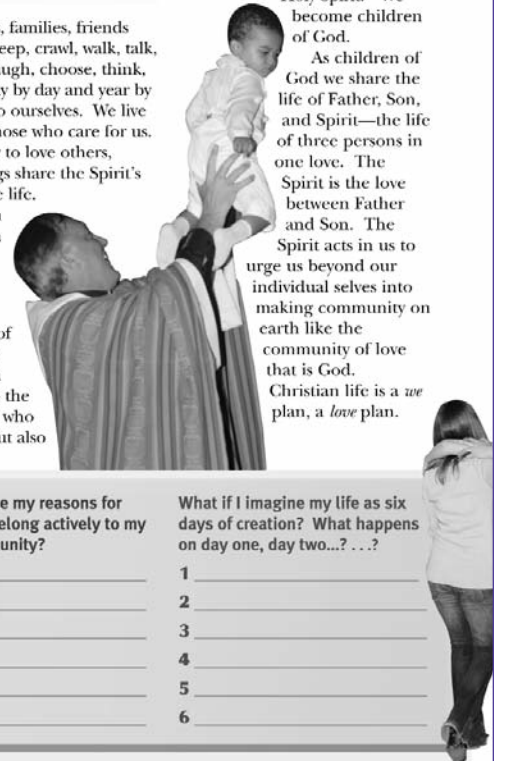 , families, friends
eep, crawl, walk, talk,
ugh, choose, think,
y by day and year by
o ourselves. We live
hose who care for us.
to love others,
gs share the Spirit's
life.
of
the
who
ut also
become children
of God.
As children of
God we share the
life of Father, Son,
and Spirit—the life
of three persons in
one love. The
Spirit is the love
between Father
and Son. The
Spirit acts in us to
urge us beyond our
individual selves into
making community on
earth like the
community of love
that is God.
Christian life is a we
plan, a love plan.
e my reasons for
elong actively to my
unity?
What if I imagine my life as six
days of creation? What happens
on day one, day two...? . . .?
1
2
3
4
5
6